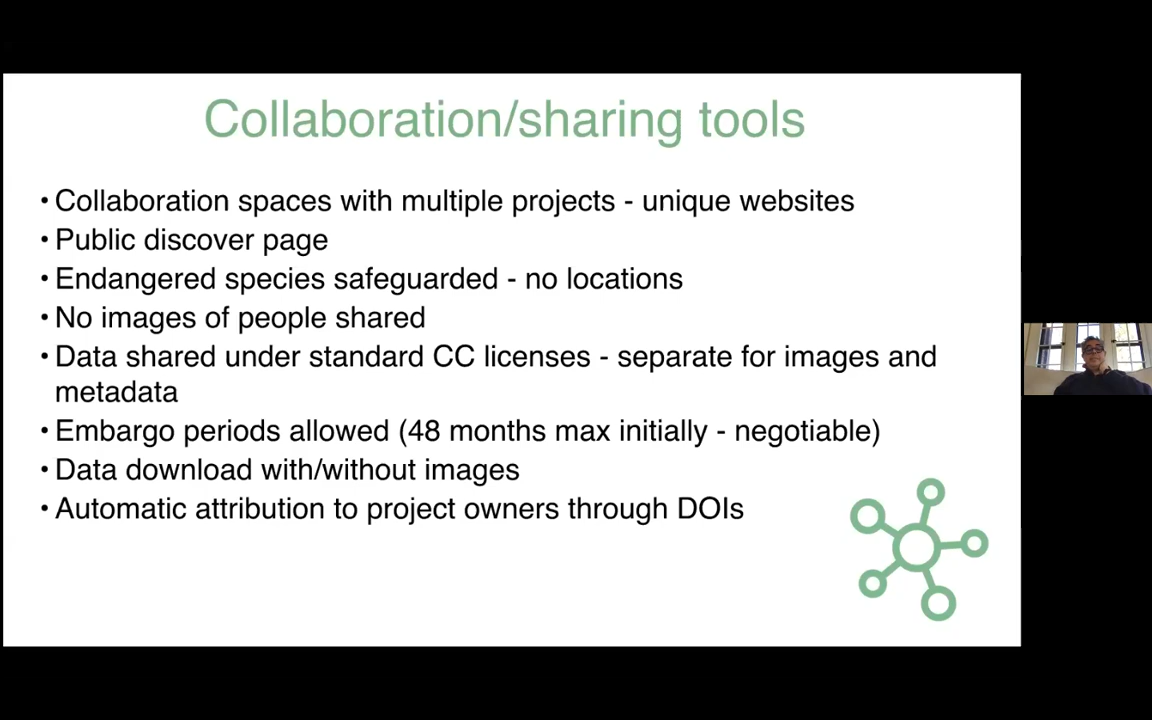 Collaboration/sharing tools
• Collaboration spaces with multiple projects - unique websites
• Public discover page
• Endangered species safeguarded - no locations
• No images of people shared
• Data shared under standard CC licenses - separate for images and
metadata
• Embargo periods allowed (48 months max initially - negotiable)
• Data download with/without images
• Automatic attribution to project owners through DOIs